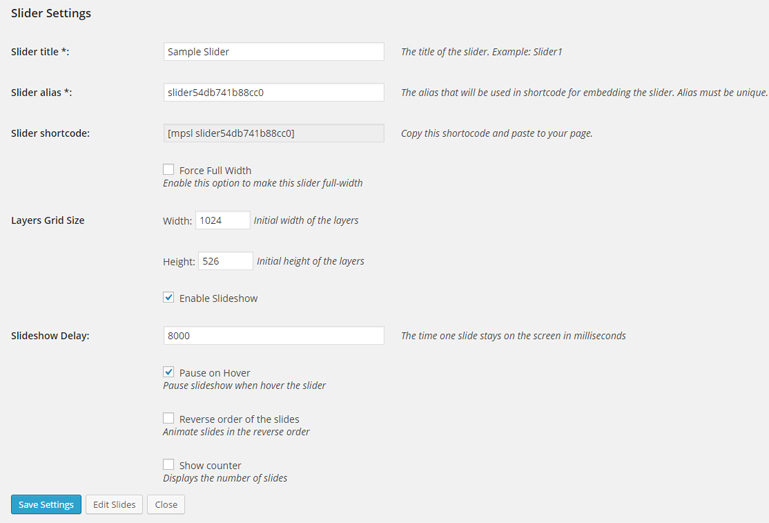 Slider Settings
Slider title *: Sample Slider The title of the slider. Example: Slider1
Slider alias *: slider54db741b88cc0 The alias that will be used in shortcode for embedding the slider. Alias must be unique.
Slider shortcode: [mpsl slider54db741b88cc0] Copy this shortocode and paste to your page.
Force Full Width
Enable this option to make this slider full-width
Layers Grid Size Width: 1024 Initial width of the layers
Height: 526 Initial height of the layers
Enable Slideshow
Slideshow Delay: 8000 The time one slide stays on the screen in milliseconds
Pause on Hover
Pause slideshow when hover the slider
Reverse order of the slides
Animate slides in the reverse order
Show counter
Displays the number of slides
Save Settings Edit Slides Close